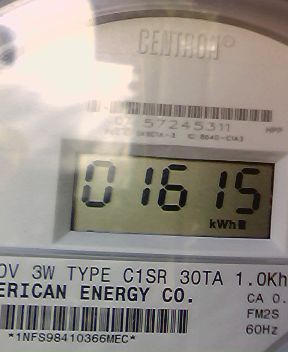 CENTRON®
57245311
HPP
01615
kWh
0V 3W TYPE C1SR 30TA 1.0Kh
ERICAN ENERGY CO.
CA 0.
FM2S
60Hz
*1NFS98410366MEC*